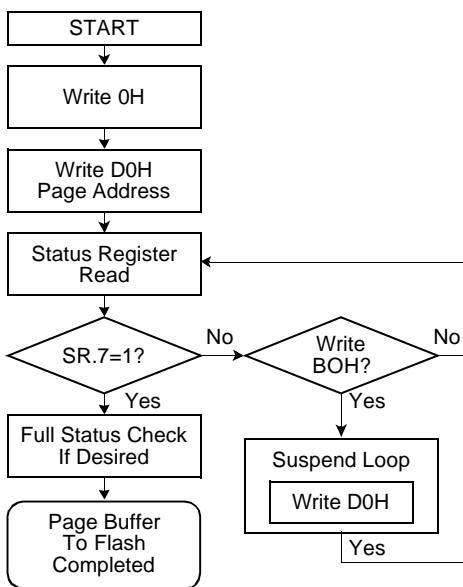 START
Write 0H
Write D0H
Page Address
Status Register
Read
SR.7=1?
No
Write
BOH?
No
Yes
Yes
Full Status Check
If Desired
Suspend Loop
Write D0H
Page Buffer
To Flash
Completed
Yes